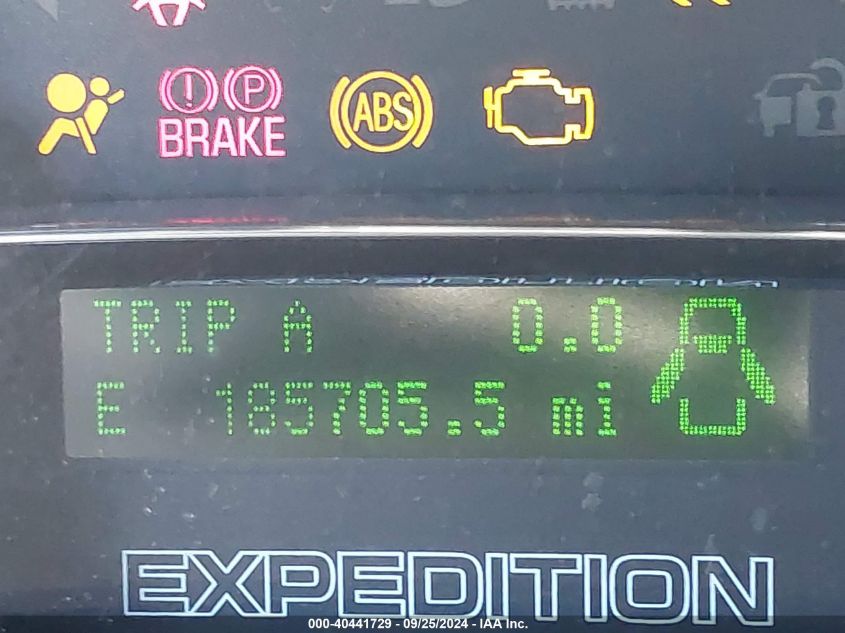 BRAKE
ABS
TRIP A 0.0
E 185705.5 mi
EXPEDITION
000-40441729 - 09/25/2024 - IAA Inc.